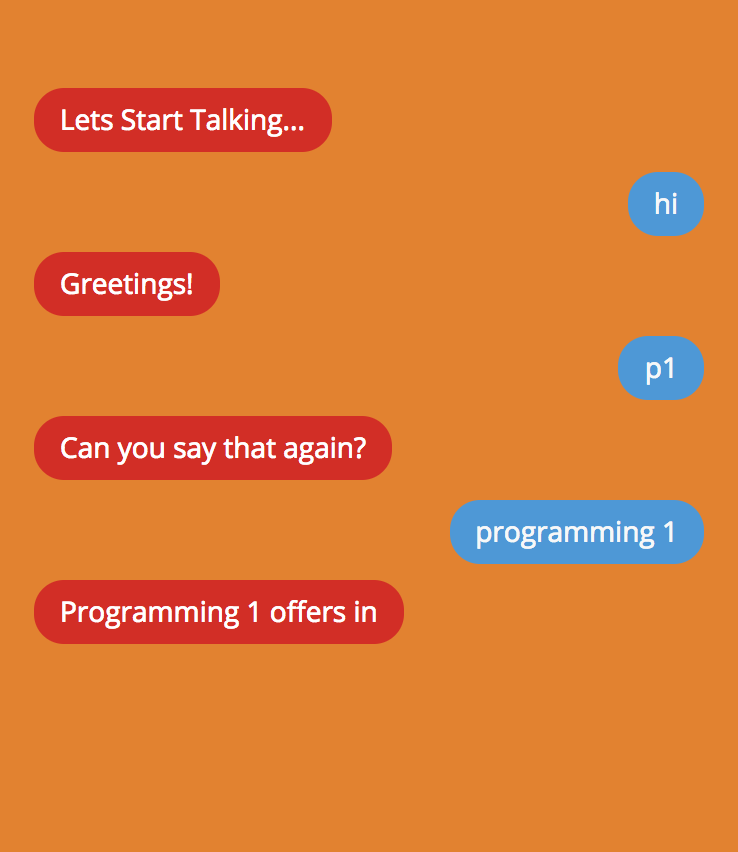 Lets Start Talking...
hi
Greetings!
p1
Can you say that again?
programming 1
Programming 1 offers in